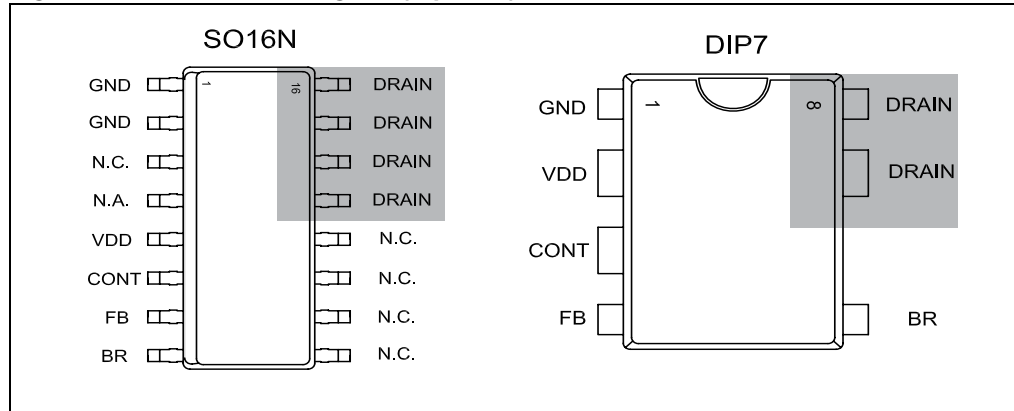 SO16N
GND 1 16 DRAIN
GND DRAIN
N.C. DRAIN
N.A. DRAIN
VDD N.C.
CONT N.C.
FB N.C.
BR N.C.
DIP7
GND 1 8 DRAIN
VDD DRAIN
CONT
FB BR